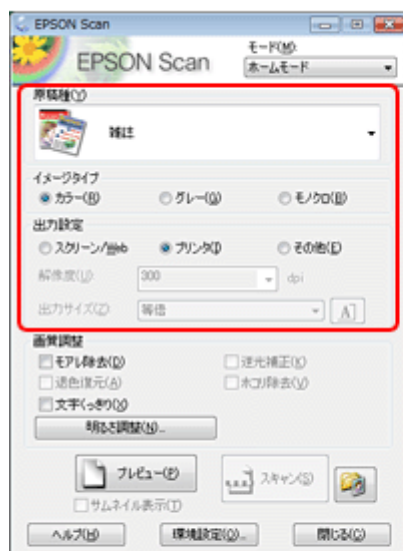 EPSON Scan
EPSON Scan
モード(M):
ホームモード
原稿種(Y)
雑誌
イメージタイプ
カラー(R) グレー(G) モノクロ(B)
出力設定
スクリーン/Web プリンタ(I) その他(E)
解像度(U) 300 dpi
出力サイズ(Z) 等倍
画質調整
モアレ除去(D) 逆光補正(K)
退色復元(A) ホコリ除去(V)
文字くっきり(X)
明るさ調整(N)...
プレビュー(P) スキャン(S)
サムネイル表示(T)
ヘルプ(H) 環境設定(O)... 閉じる(C)